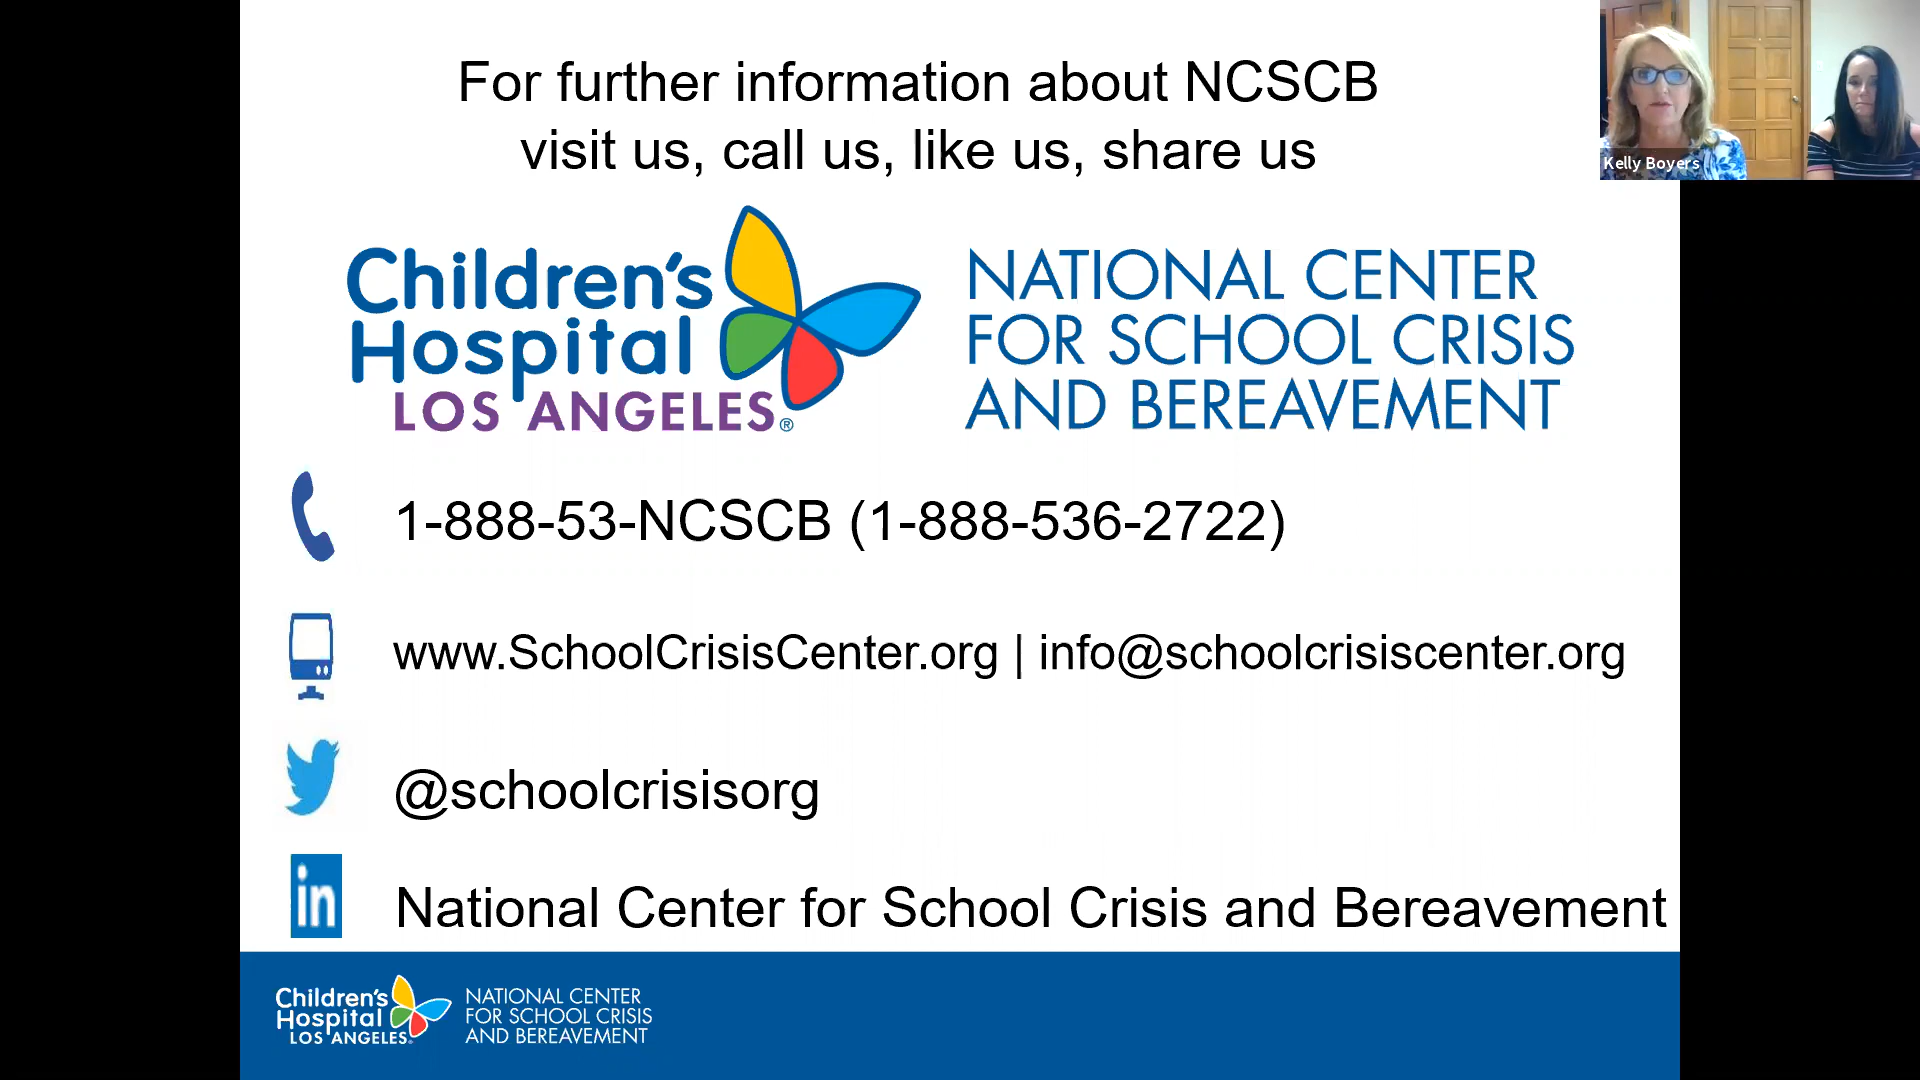 For further information about NCSCB
visit us, call us, like us, share us
Kelly Boyers
Children's
Hospital
LOS ANGELES®
NATIONAL CENTER
FOR SCHOOL CRISIS
AND BEREAVEMENT
1-888-53-NCSCB (1-888-536-2722)
www.SchoolCrisisCenter.org | info@schoolcrisiscenter.org
@schoolcrisisorg
in
National Center for School Crisis and Bereavement
Children's
Hospital
LOS ANGELES®
NATIONAL CENTER
FOR SCHOOL CRISIS
AND BEREAVEMENT